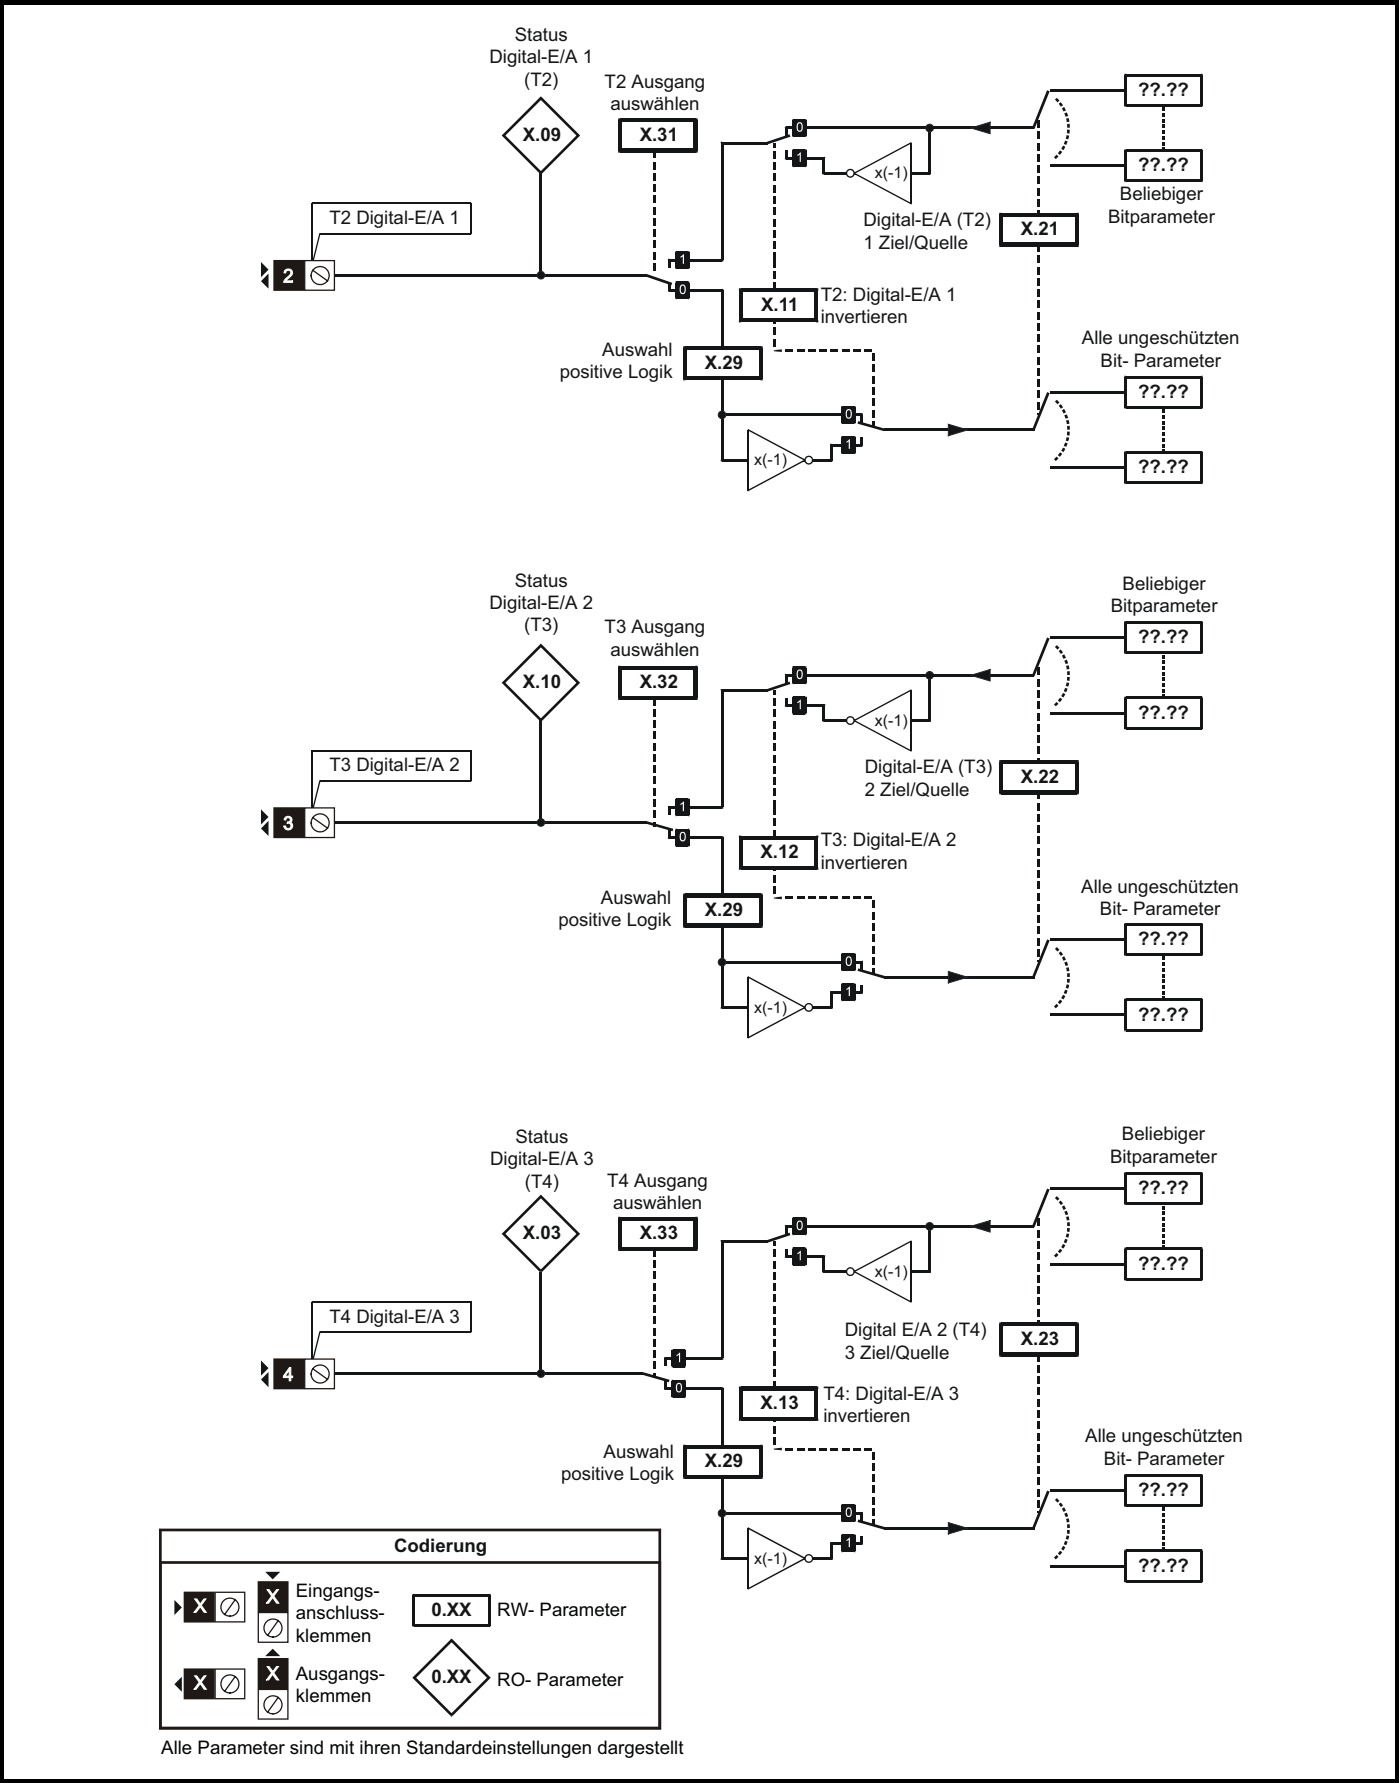 Status
Digital-E/A 1
(T2)
X.09
T2 Ausgang
auswählen
X.31
0
1
x(-1)
??.??
??.??
Beliebiger
Bitparameter
T2 Digital-E/A 1
2
Digital-E/A (T2)
1 Ziel/Quelle
X.21
1
0
X.11
T2: Digital-E/A 1
invertieren
Auswahl
positive Logik
X.29
Alle ungeschützten
Bit- Parameter
??.??
??.??
0
1
x(-1)
Status
Digital-E/A 2
(T3)
X.10
T3 Ausgang
auswählen
X.32
0
1
x(-1)
Beliebiger
Bitparameter
??.??
??.??
T3 Digital-E/A 2
3
Digital-E/A (T3)
2 Ziel/Quelle
X.22
1
0
X.12
T3: Digital-E/A 2
invertieren
Auswahl
positive Logik
X.29
Alle ungeschützten
Bit- Parameter
??.??
??.??
0
1
x(-1)
Status
Digital-E/A 3
(T4)
X.03
T4 Ausgang
auswählen
X.33
0
1
x(-1)
Beliebiger
Bitparameter
??.??
??.??
T4 Digital-E/A 3
4
Digital E/A 2 (T4)
3 Ziel/Quelle
X.23
1
0
X.13
T4: Digital-E/A 3
invertieren
Auswahl
positive Logik
X.29
Alle ungeschützten
Bit- Parameter
??.??
??.??
0
1
x(-1)
Codierung
X
X
Eingangs-
anschluss-
klemmen
0.XX
RW- Parameter
X
X
Ausgangs-
klemmen
0.XX
RO- Parameter
Alle Parameter sind mit ihren Standardeinstellungen dargestellt